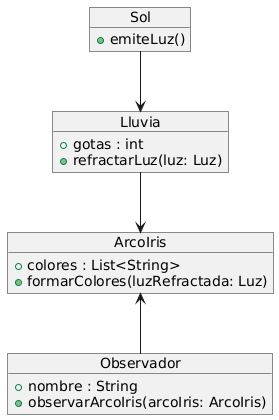 Sol
emiteLuz()
Lluvia
gotas : int
refractarLuz(luz: Luz)
ArcoIris
colores : List<String>
formarColores(luzRefractada: Luz)
Observador
nombre : String
observarArcoIris(arcoIris: ArcoIris)